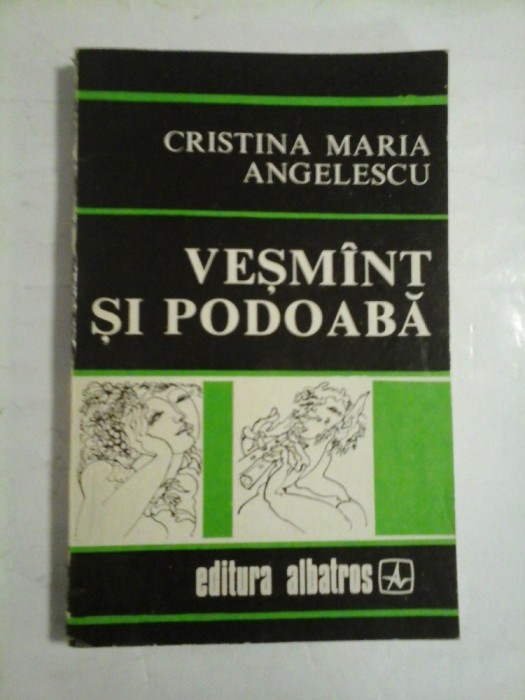 CRISTINA MARIA
ANGELESCU
VEȘMÎNT
ȘI PODOABĂ
editura albatros